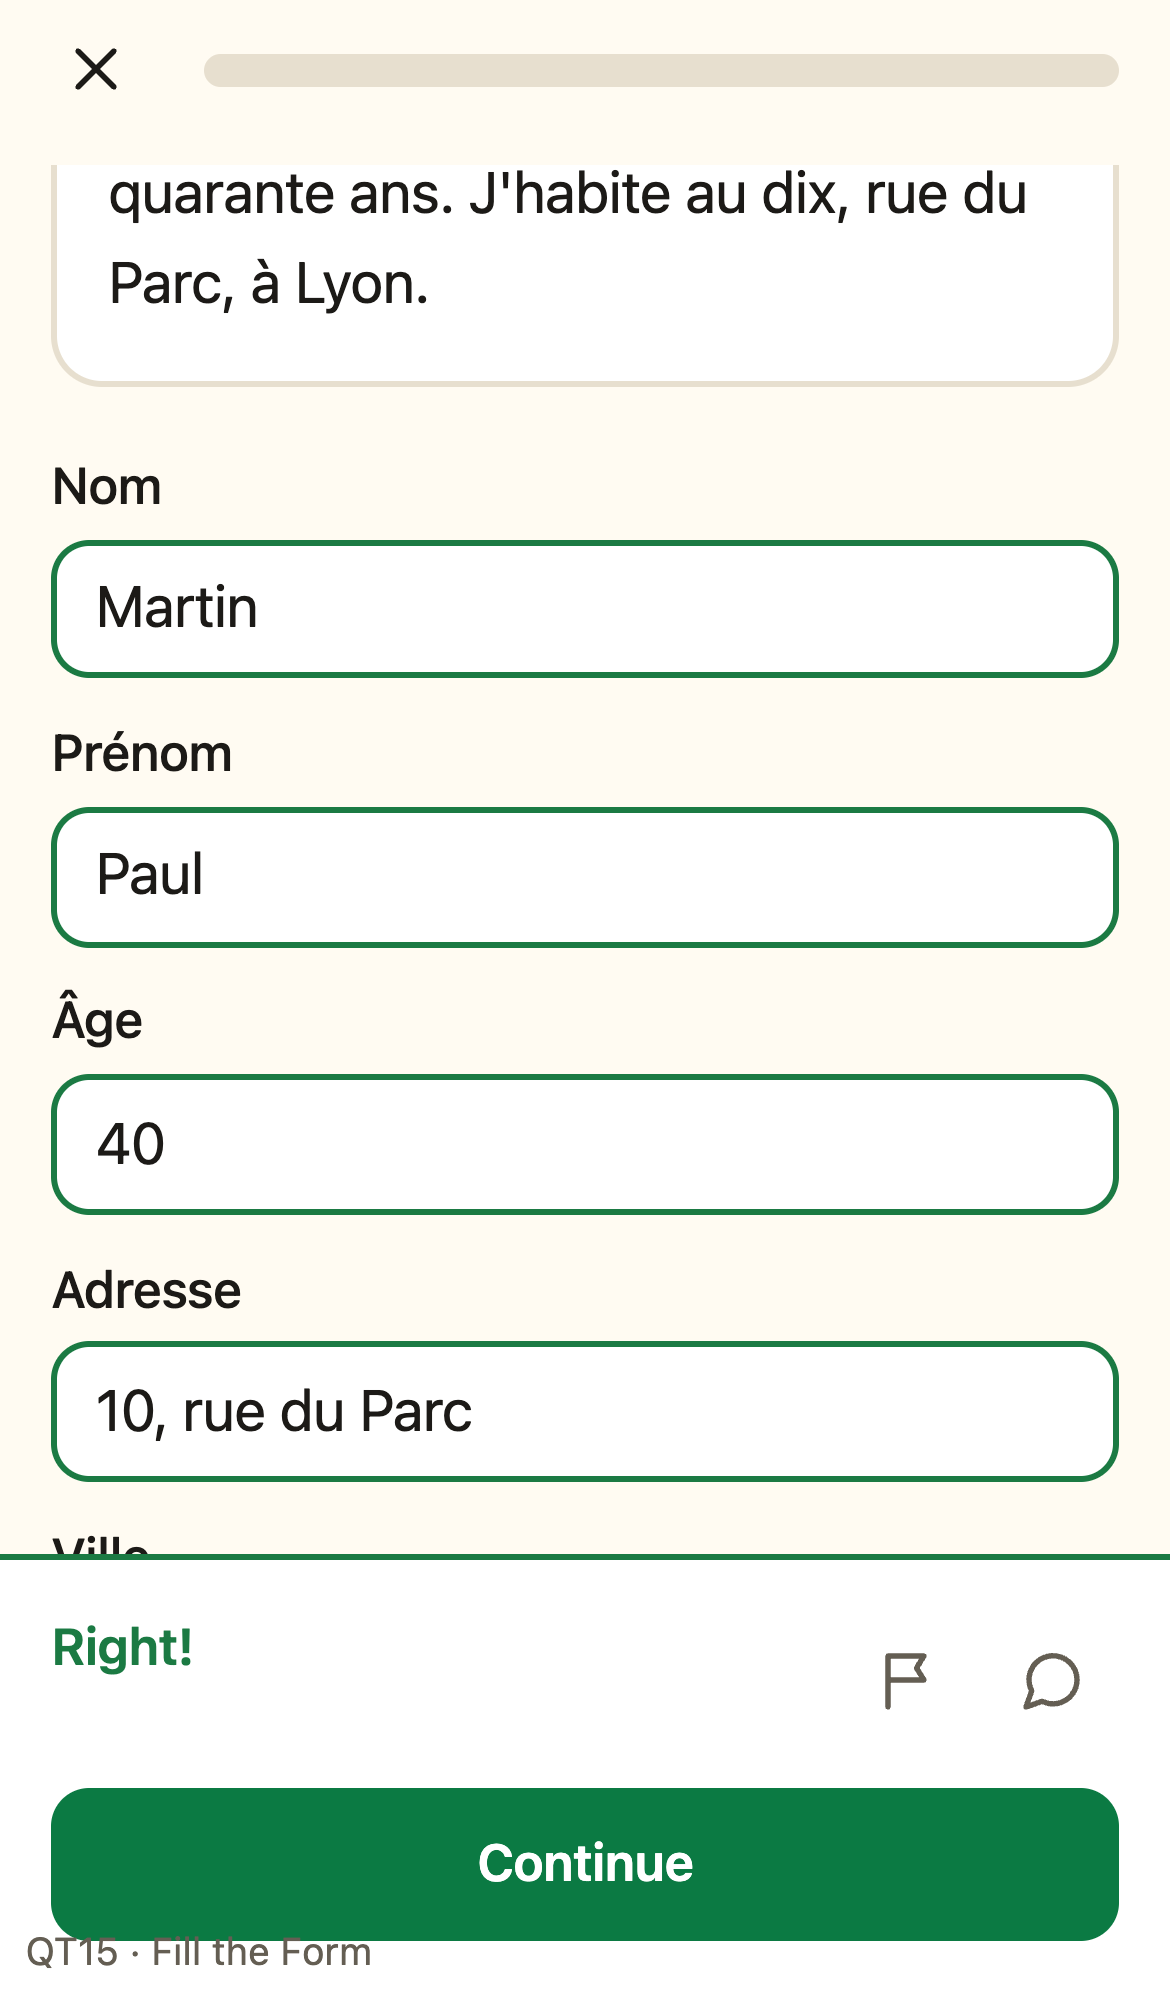 quarante ans. J'habite au dix, rue du
Parc, à Lyon.
Nom
Martin
Prénom
Paul
Âge
40
Adresse
10, rue du Parc
Ville
Right!
Continue
QT15 · Fill the Form